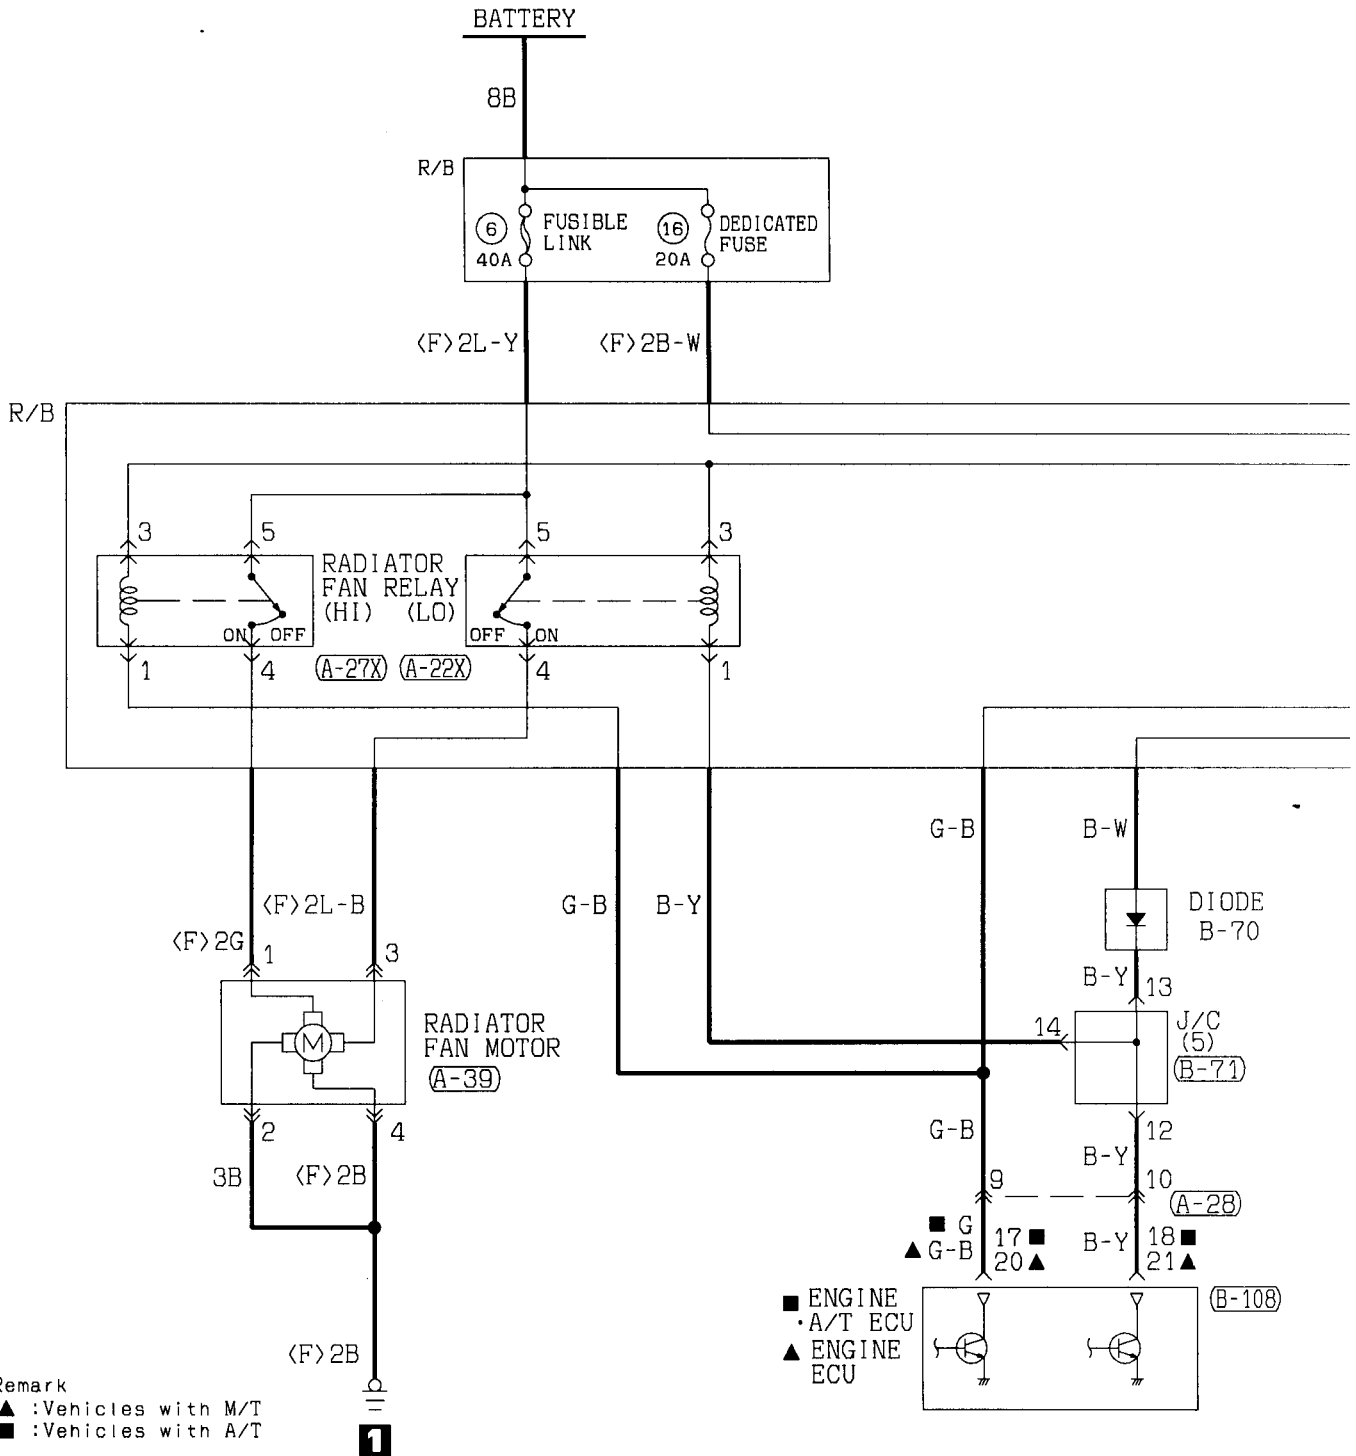 BATTERY
8B
R/B
6
FUSIBLE
LINK
40A
16
DEDICATED
FUSE
20A
<F>2L-Y
<F>2B-W
R/B
3
5
5
3
RADIATOR
FAN RELAY
(HI) (LO)
ON OFF
OFF ON
1
4
A-27X
A-22X
4
1
G-B
B-W
<F>2L-B
G-B
B-Y
DIODE
B-70
<F>2G
1
3
B-Y
13
RADIATOR
FAN MOTOR
A-39
M
14
J/C
(5)
B-71
2
4
G-B
12
3B
<F>2B
B-Y
9
10
A-28
■ G
▲ G-B
17 ■
20 ▲
B-Y
18 ■
21 ▲
■ ENGINE
・A/T ECU
▲ ENGINE
ECU
B-108
<F>2B
1
▲ :Vehicles with M/T
■ :Vehicles with A/T